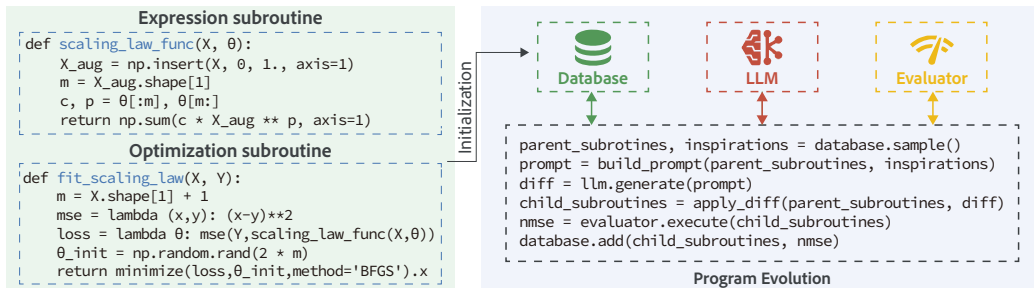 Expression subroutine
def scaling_law_func(X, θ):
X_aug = np.insert(X, 0, 1., axis=1)
m = X_aug.shape[1]
c, p = θ[:m], θ[m:]
return np.sum(c * X_aug ** p, axis=1)
Optimization subroutine
def fit_scaling_law(X, Y):
m = X.shape[1] + 1
mse = lambda (x,y): (x-y)**2
loss = lambda θ: mse(Y,scaling_law_func(X,θ))
θ_init = np.random.rand(2 * m)
return minimize(loss,θ_init,method='BFGS').x
Initialization
Database
LLM
Evaluator
parent_subrotines, inspirations = database.sample()
prompt = build_prompt(parent_subroutines, inspirations)
diff = llm.generate(prompt)
child_subroutines = apply_diff(parent_subroutines, diff)
nmse = evaluator.execute(child_subroutines)
database.add(child_subroutines, nmse)
Program Evolution